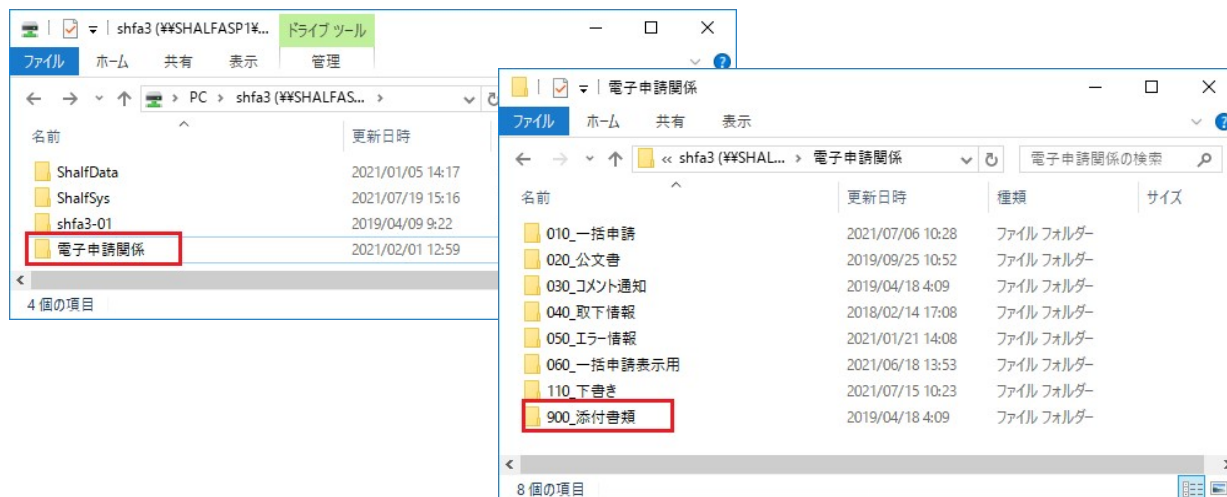 shfa3 (¥¥SHALFASP1¥... ドライブ ツール
ファイル ホーム 共有 表示 管理
PC › shfa3 (¥¥SHALFAS... ›
名前 更新日時
ShalfData 2021/01/05 14:17
ShalfSys 2021/07/19 15:16
shfa3-01 2019/04/09 9:22
電子申請関係 2021/02/01 12:59
4 個の項目
電子申請関係
ファイル ホーム 共有 表示
« shfa3 (¥¥SHAL... › 電子申請関係 電子申請関係の検索
名前 更新日時 種類 サイズ
010_一括申請 2021/07/06 10:28 ファイル フォルダー
020_公文書 2019/09/25 10:52 ファイル フォルダー
030_コメント通知 2019/04/18 4:09 ファイル フォルダー
040_取下情報 2018/02/14 17:08 ファイル フォルダー
050_エラー情報 2021/01/21 14:08 ファイル フォルダー
060_一括申請表示用 2021/06/18 13:53 ファイル フォルダー
110_下書き 2021/07/15 10:23 ファイル フォルダー
900_添付書類 2019/04/18 4:09 ファイル フォルダー
8 個の項目